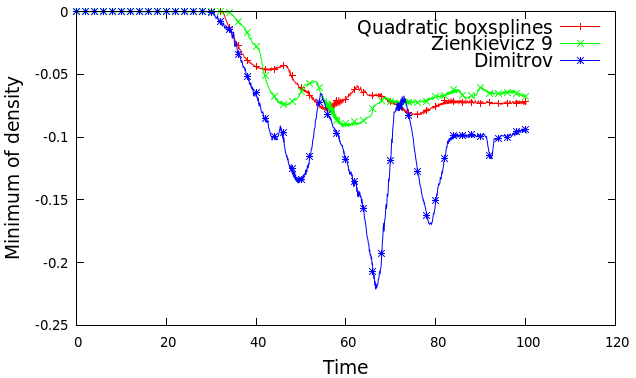 0
-0.05
-0.1
-0.15
-0.2
-0.25
0 20 40 60 80 100 120
Minimum of density
Time
Quadratic boxsplines
Zienkievicz 9
Dimitrov